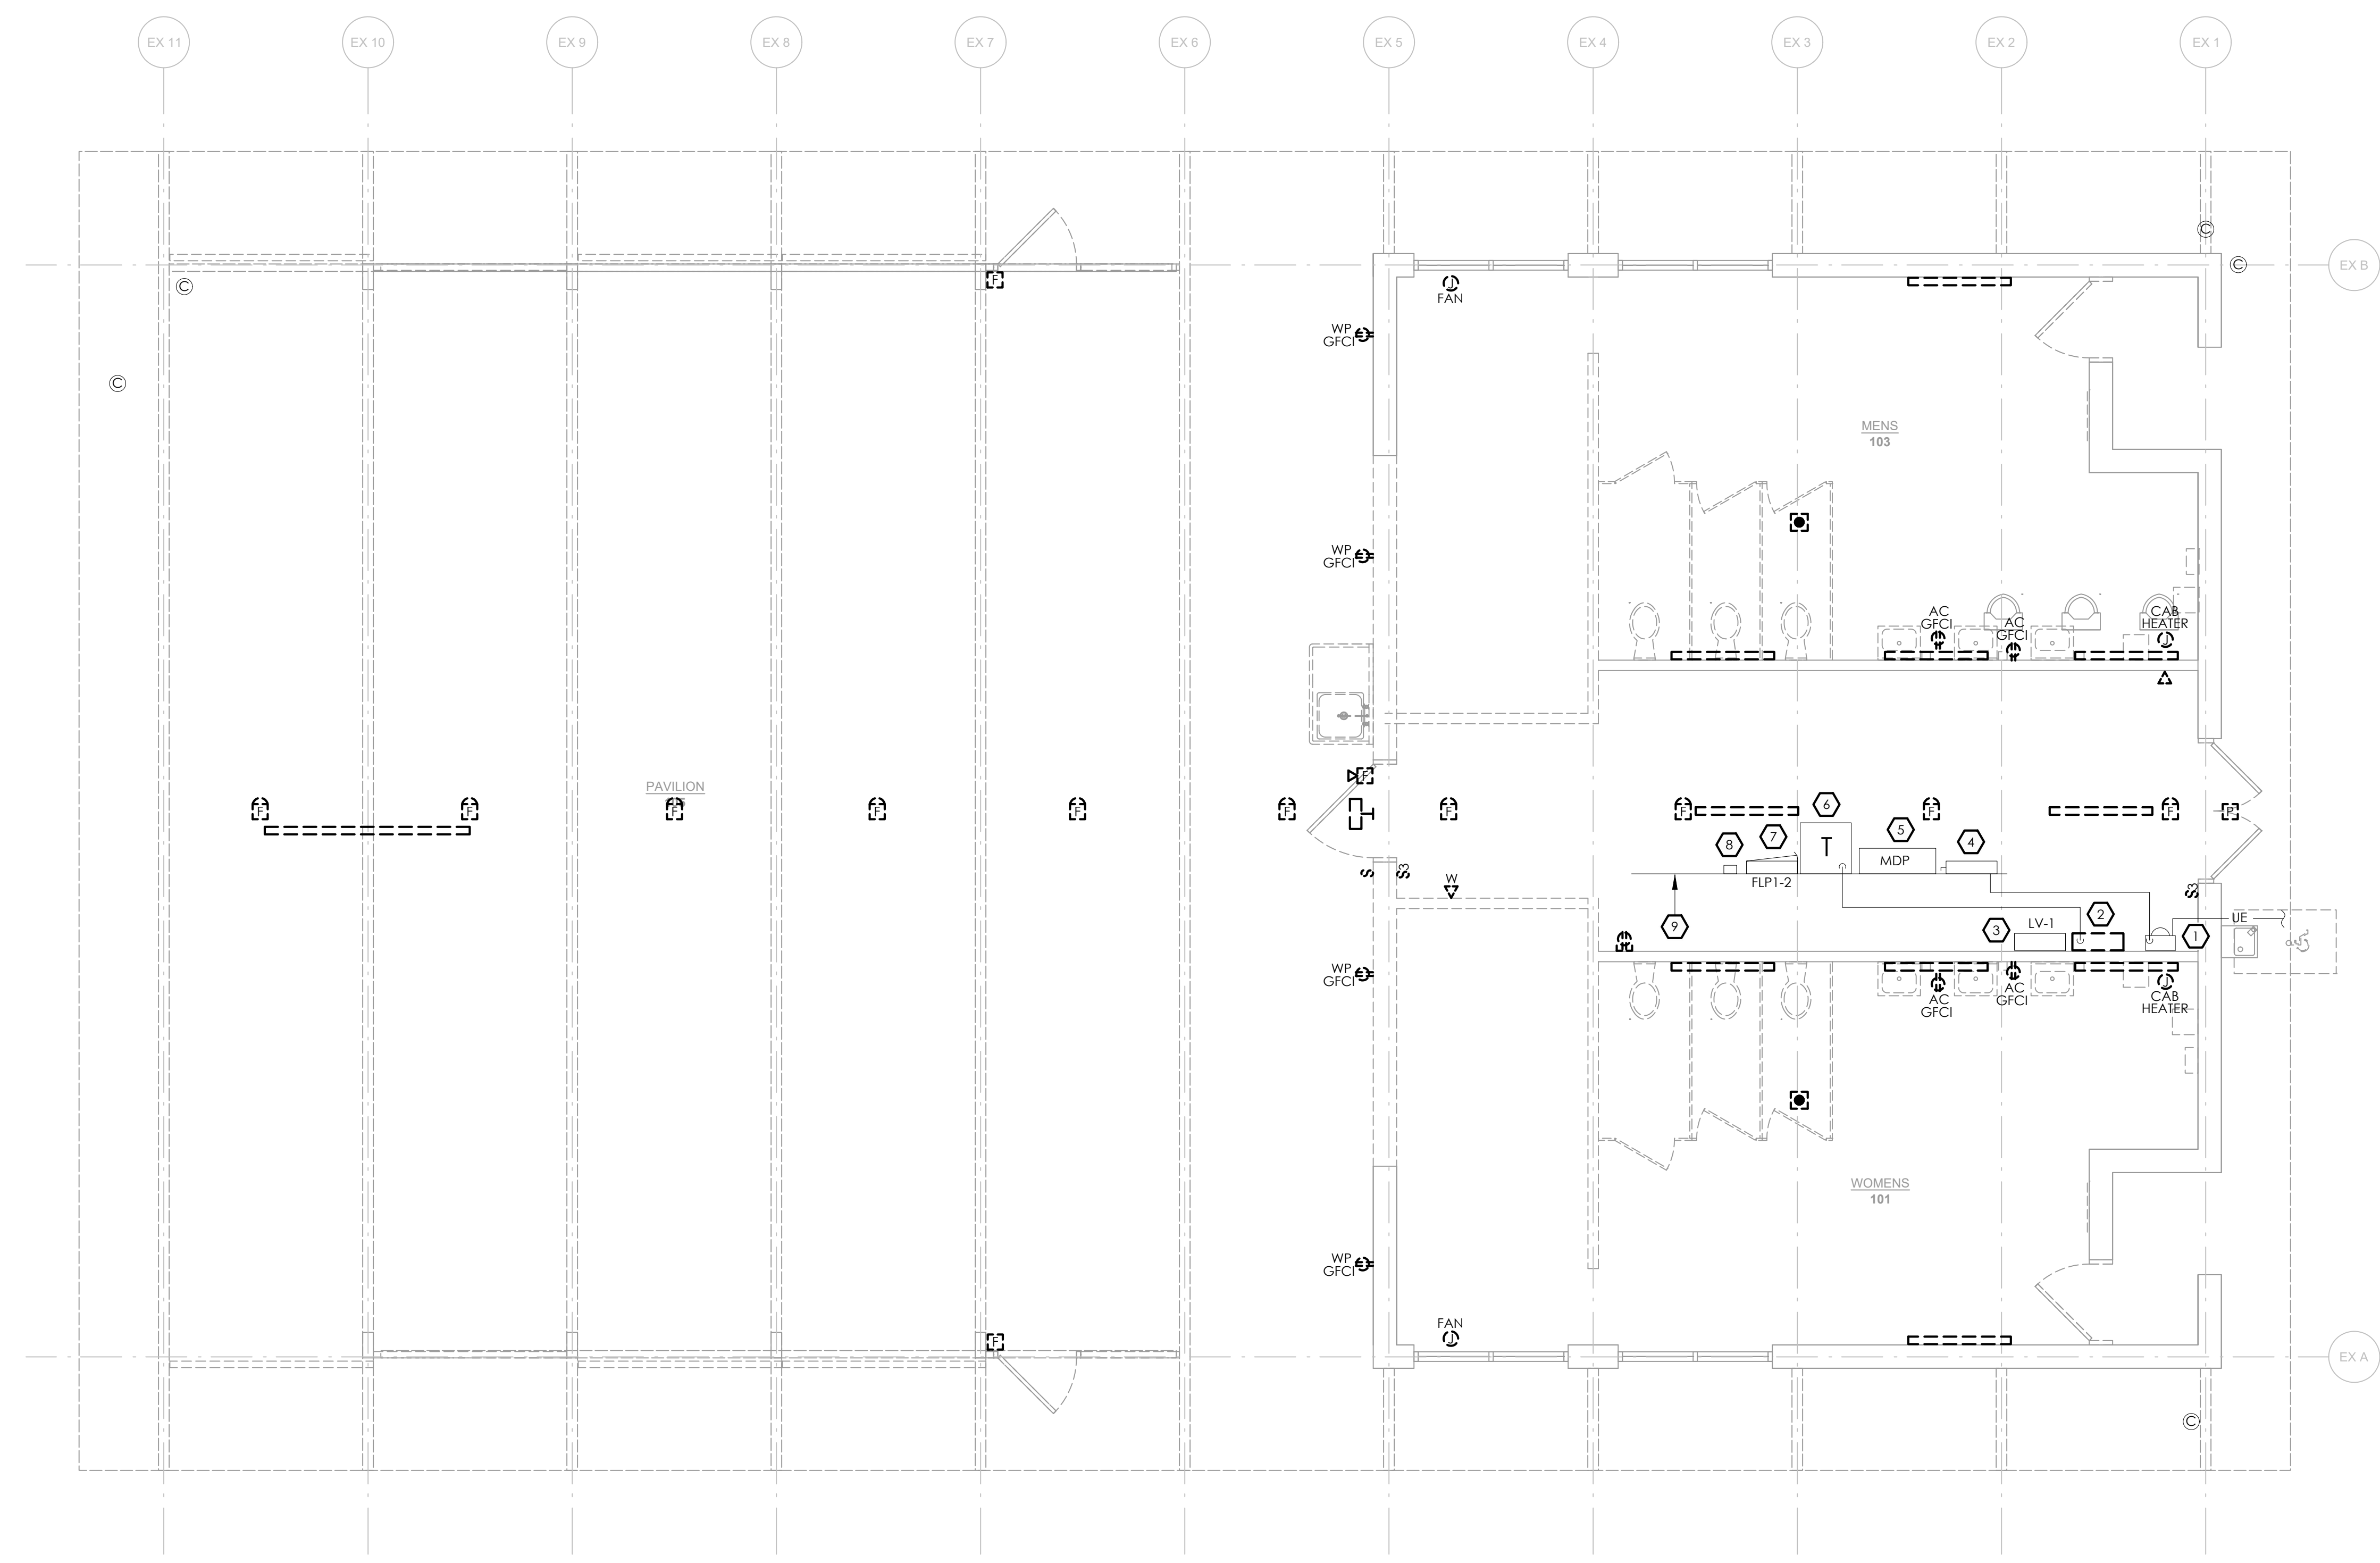 EX 11
EX 10
EX 9
EX 8
EX 7
EX 6
EX 5
EX 4
EX 3
EX 2
EX 1
C
EX B
C
C
F
J
FAN
WP
GFCI
C
MENS
103
WP
GFCI
AC
GFCI
AC
GFCI
CAB
HEATER
J
F
PAVILION
F
F
F
F
F
F
F
F
F
F
F
6
5
4
7
8
T
MDP
FLP1-2
S
S3
W
S3
9
3
LV-1
2
1
UE
WP
GFCI
AC
GFCI
AC
GFCI
J
CAB
HEATER
WOMENS
101
WP
GFCI
FAN
J
F
EX A
C